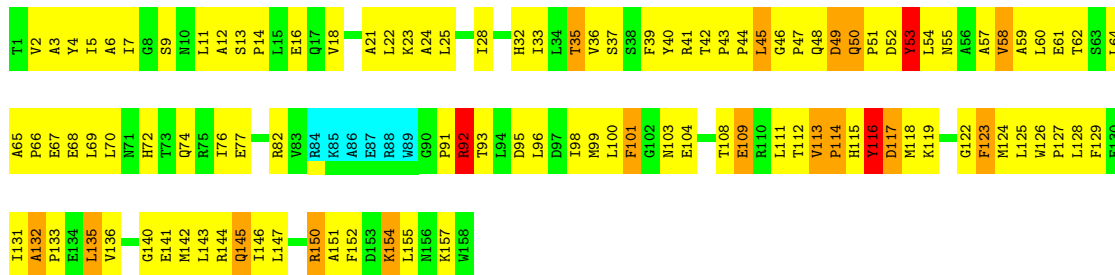 T1 V2 A3 Y4 I5 A6 I7 G8 S9 N10 L11 A12 S13 P14 L15 E16 Q17 V18 A21 L22 K23 A24 L25 I28 H32 I33 L34 T35 V36 S37 S38 F39 Y40 R41 T42 P43 P44 L45 G46 P47 Q48 D49 Q50 P51 D52 Y53 L54 N55 A56 A57 V58 A59 L60 E61 T62 S63 L64
A65 P66 E67 E68 L69 L70 N71 H72 T73 Q74 R75 I76 E77 R82 V83 R84 K85 A86 E87 R88 W89 G90 P91 R92 T93 L94 D95 L96 D97 I98 M99 L100 F101 G102 N103 E104 T108 E109 R110 L111 T112 V113 P114 H115 Y116 D117 M118 K119 G122 F123 M124 L125 W126 P127 L128 F129 E130
I131 A132 P133 E134 L135 V136 G140 E141 M142 L143 R144 Q145 I146 L147 R150 A151 F152 D153 K154 L155 N156 K157 W158